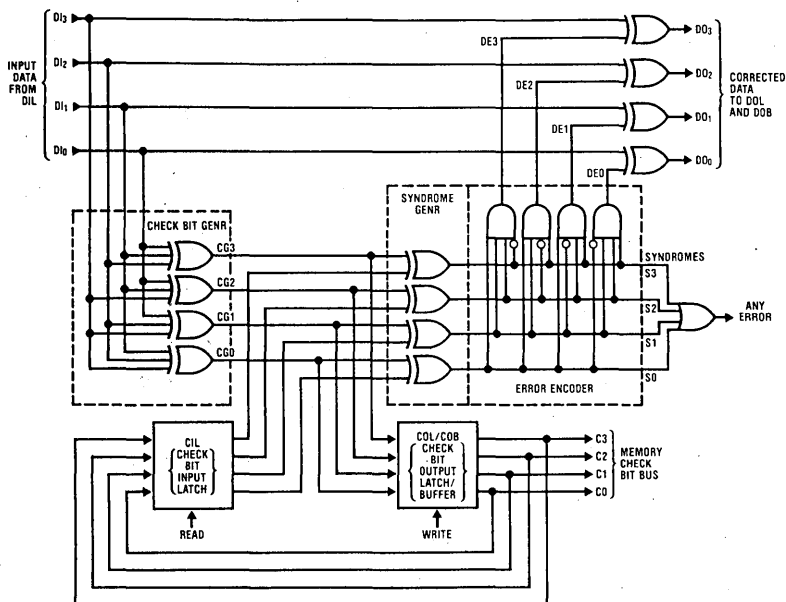 DI3
DI2
DI1
DI0
INPUT
DATA
FROM
DIL
DE3
DE2
DE1
DE0
DO3
DO2
DO1
DO0
CORRECTED
DATA
TO DOL
AND DOB
CHECK BIT GENR
CG3
CG2
CG1
CG0
SYNDROME
GENR
SYNDROMES
S3
S2
S1
S0
ERROR ENCODER
ANY
ERROR
CIL
CHECK
BIT
INPUT
LATCH
READ
COL/COB
CHECK
BIT
OUTPUT
LATCH/
BUFFER
WRITE
C3
C2
C1
C0
MEMORY
CHECK
BIT BUS